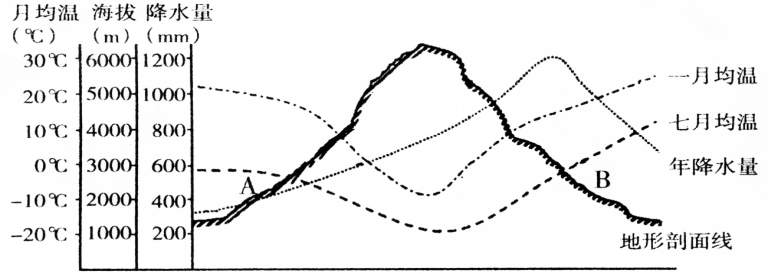 月均温 海拔 降水量
(℃) (m) (mm)
30℃ 6000 1200
20℃ 5000 1000
10℃ 4000 800
0℃ 3000 600
-10℃ 2000 400
-20℃ 1000 200
一月均温
七月均温
年降水量
A
B
地形剖面线